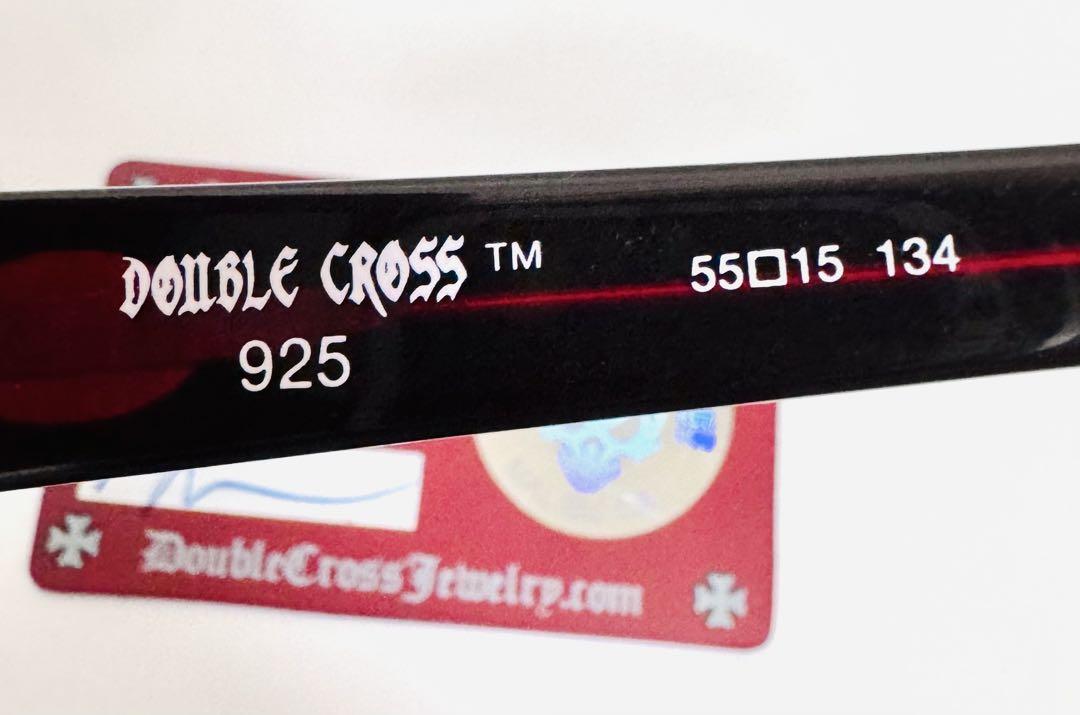 DOUBLE CROSS ™
55□15 134
925
DoubleCrossJewelry.com